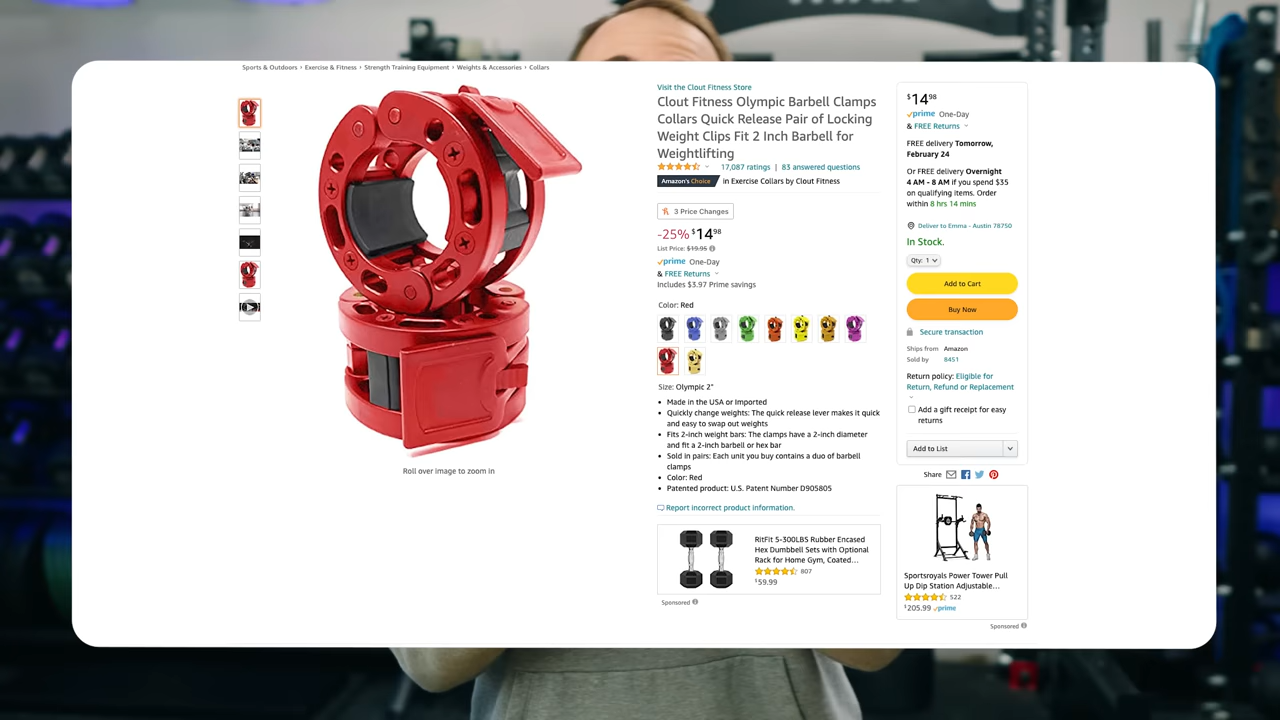 Sports & Outdoors › Exercise & Fitness › Strength Training Equipment › Weights & Accessories › Collars
Roll over image to zoom in
Visit the Clout Fitness Store
Clout Fitness Olympic Barbell Clamps
Collars Quick Release Pair of Locking
Weight Clips Fit 2 Inch Barbell for
Weightlifting
17,087 ratings | 83 answered questions
Amazon's Choice in Exercise Collars by Clout Fitness
3 Price Changes
-25% $14 98
List Price: $19.95
prime One-Day
& FREE Returns
Includes $3.97 Prime savings
Color: Red
Size: Olympic 2"
• Made in the USA or Imported
• Quickly change weights: The quick release lever makes it quick
and easy to swap out weights
• Fits 2-inch weight bars: The clamps have a 2-inch diameter
and fit a 2-inch barbell or hex bar
• Sold in pairs: Each unit you buy contains a duo of barbell
clamps
• Color: Red
• Patented product: U.S. Patent Number D905805
Report incorrect product information.
RitFit 5-300LBS Rubber Encased
Hex Dumbbell Sets with Optional
Rack for Home Gym, Coated...
807
$59.99
Sponsored
$14 98
prime One-Day
& FREE Returns
FREE delivery Tomorrow,
February 24
Or FREE delivery Overnight
4 AM - 8 AM if you spend $35
on qualifying items. Order
within 8 hrs 14 mins
Deliver to Emma - Austin 78750
In Stock.
Qty: 1
Add to Cart
Buy Now
Secure transaction
Ships from Amazon
Sold by 8451
Return policy: Eligible for
Return, Refund or Replacement
Add a gift receipt for easy
returns
Add to List
Share
Sportsroyals Power Tower Pull
Up Dip Station Adjustable...
522
$205.99 prime
Sponsored